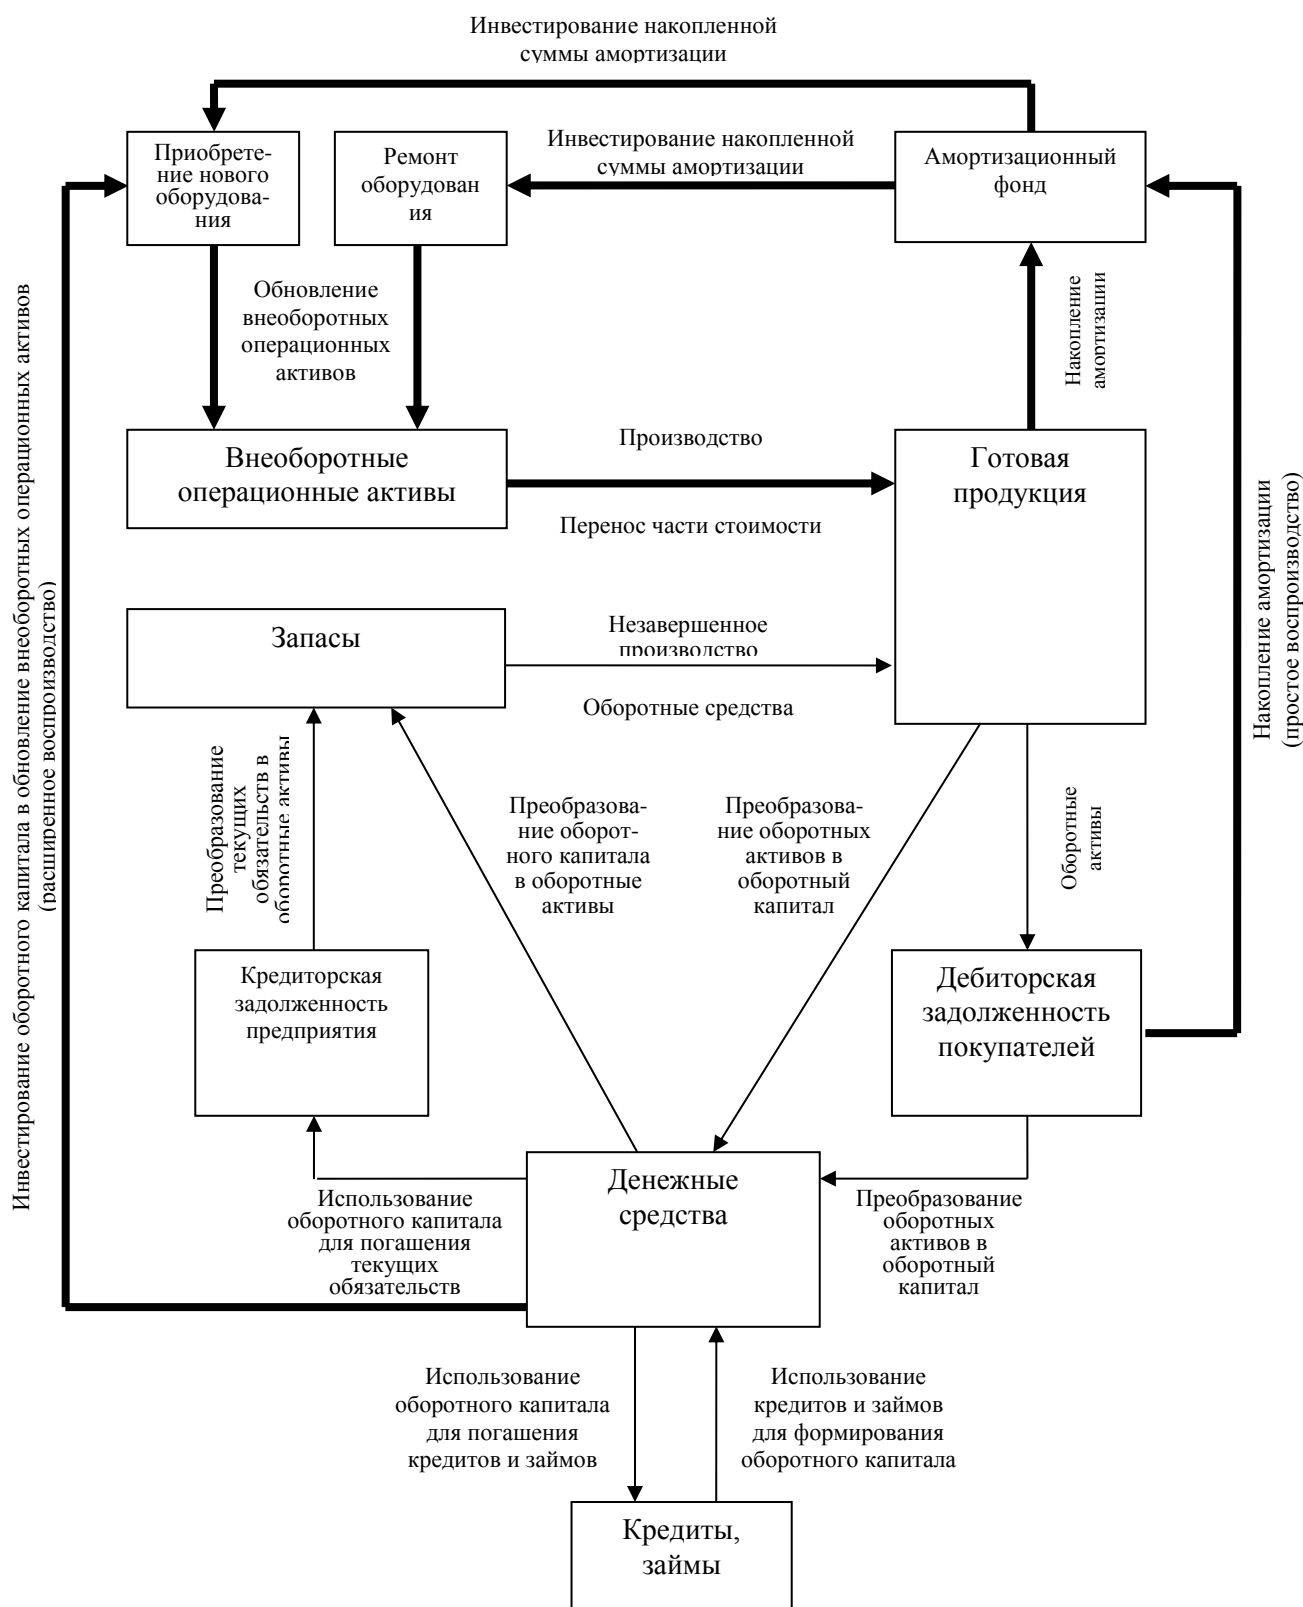 Инвестирование накопленной
суммы амортизации
Приобрете-
ние нового
оборудова-
ния
Ремонт
оборудован
ия
Инвестирование накопленной
суммы амортизации
Амортизационный
фонд
Обновление
внеоборотных
операционных
активов
Накопление
амортизации
Внеоборотные
операционные активы
Производство
Перенос части стоимости
Готовая
продукция
Инвестирование оборотного капитала в обновление внеоборотных операционных активов
(расширенное воспроизводство)
Накопление амортизации
(простое воспроизводство)
Запасы
Незавершенное
производство
Оборотные средства
Преобразование
текущих
обязательств в
оборотные активы
Преобразова-
ние оборот-
ного капитала
в оборотные
активы
Преобразова-
ние оборотных
активов в
оборотный
капитал
Оборотные
активы
Кредиторская
задолженность
предприятия
Дебиторская
задолженность
покупателей
Денежные
средства
Использование
оборотного капитала
для погашения
текущих
обязательств
Преобразование
оборотных
активов в
оборотный
капитал
Использование
оборотного капитала
для погашения
кредитов и займов
Использование
кредитов и займов
для формирования
оборотного капитала
Кредиты,
займы